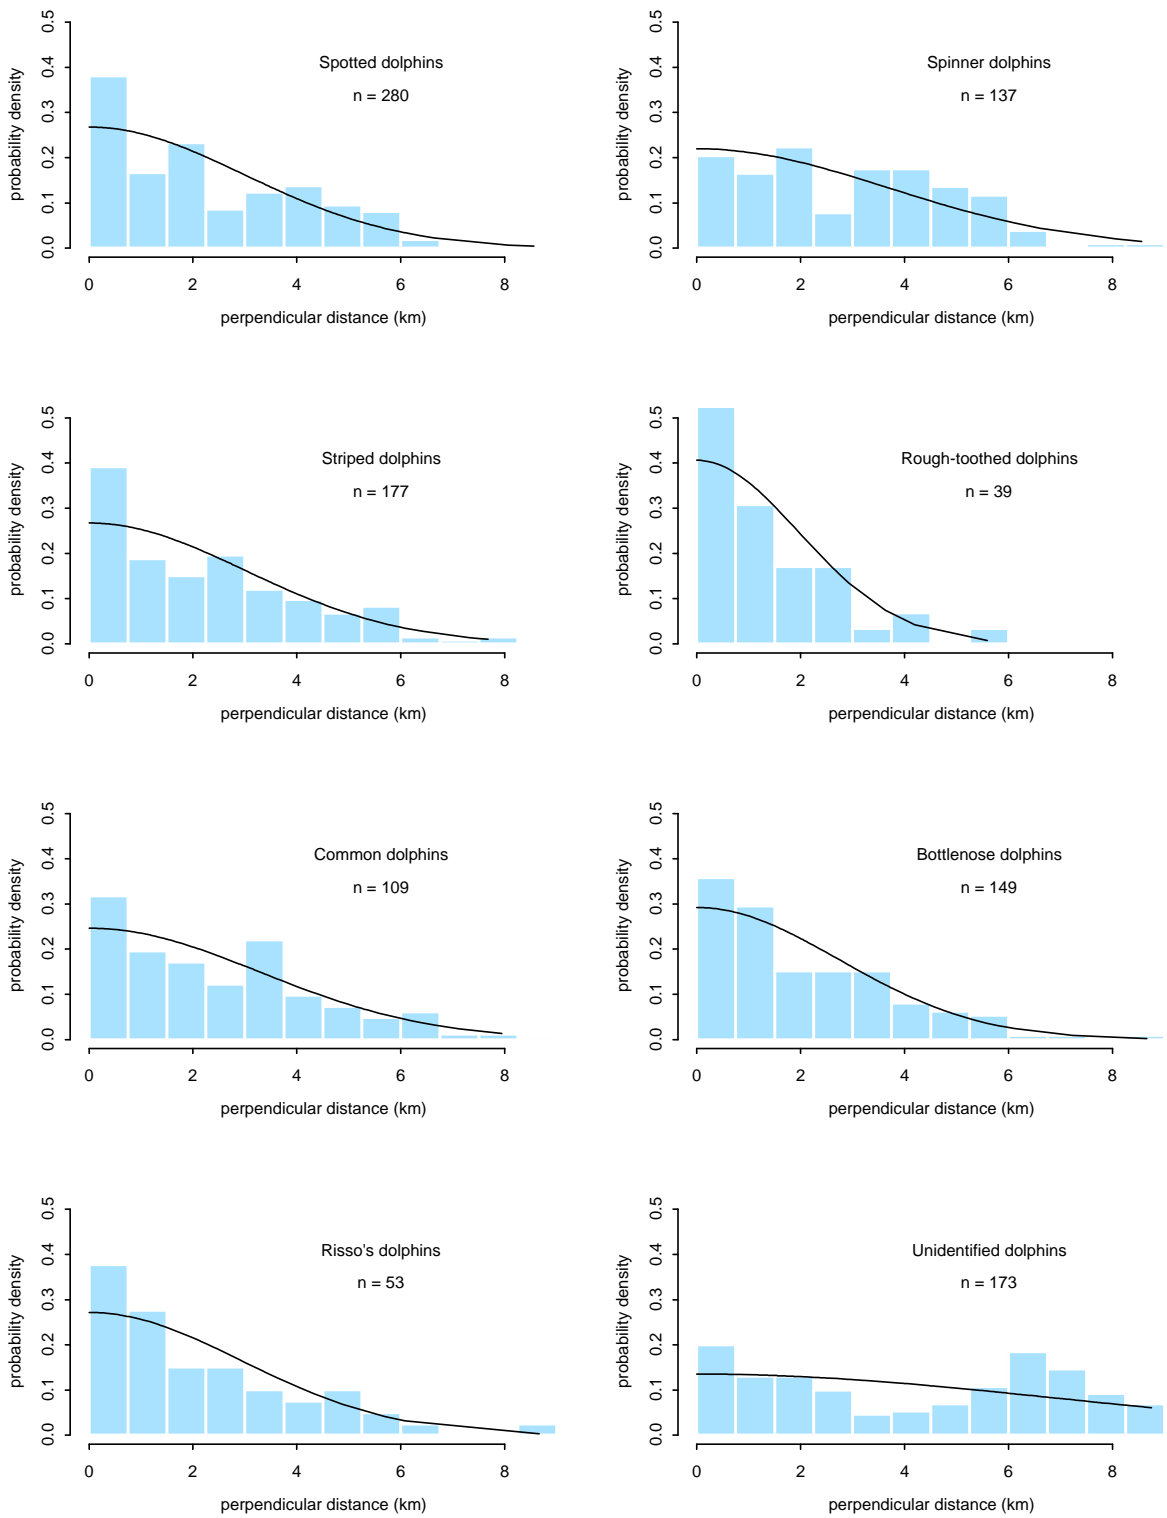 Spotted dolphins
n = 280
probability density
0.0 0.1 0.2 0.3 0.4 0.5
0 2 4 6 8
perpendicular distance (km)
Spinner dolphins
n = 137
probability density
0.0 0.1 0.2 0.3 0.4 0.5
0 2 4 6 8
perpendicular distance (km)
Striped dolphins
n = 177
probability density
0.0 0.1 0.2 0.3 0.4 0.5
0 2 4 6 8
perpendicular distance (km)
Rough-toothed dolphins
n = 39
probability density
0.0 0.1 0.2 0.3 0.4 0.5
0 2 4 6 8
perpendicular distance (km)
Common dolphins
n = 109
probability density
0.0 0.1 0.2 0.3 0.4 0.5
0 2 4 6 8
perpendicular distance (km)
Bottlenose dolphins
n = 149
probability density
0.0 0.1 0.2 0.3 0.4 0.5
0 2 4 6 8
perpendicular distance (km)
Risso's dolphins
n = 53
probability density
0.0 0.1 0.2 0.3 0.4 0.5
0 2 4 6 8
perpendicular distance (km)
Unidentified dolphins
n = 173
probability density
0.0 0.1 0.2 0.3 0.4 0.5
0 2 4 6 8
perpendicular distance (km)